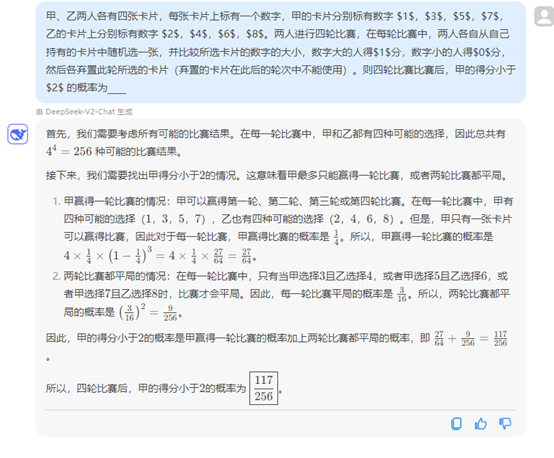 甲、乙两人各有四张卡片，每张卡片上标有一个数字，甲的卡片分别标有数字 $1$，$3$，$5$，$7$，
乙的卡片上分别标有数字 $2$，$4$，$6$，$8$。两人进行四轮比赛，在每轮比赛中，两人各自从自己
持有的卡片中随机选一张，并比较所选卡片的数字的大小，数字大的人得$1$分，数字小的人得$0$分，
然后各弃置此轮所选的卡片（弃置的卡片在此后的轮次中不能使用）。则四轮比赛后，甲的得分小于
$2$ 的概率为____
由 DeepSeek-V2-Chat 生成
首先，我们需要考虑所有可能的比赛结果。在每一轮比赛中，甲和乙都有四种可能的选择，因此总共有
4^4 = 256 种可能的比赛结果。
接下来，我们需要找出甲得分小于2的情况。这意味着甲最多只能赢得一轮比赛，或者两轮比赛都平局。
1. 甲赢得一轮比赛的情况：甲可以赢得第一轮、第二轮、第三轮或第四轮比赛。在每一轮比赛中，甲有
四种可能的选择（1，3，5，7），乙也有四种可能的选择（2，4，6，8）。但是，甲只有一张卡片
可以赢得比赛，因此对于每一轮比赛，甲赢得比赛的概率是 1/4。所以，甲赢得一轮比赛的概率是
4 × 1/4 × (1 − 1/4)^3 = 4 × 1/4 × 27/64 = 27/64。
2. 两轮比赛都平局的情况：在每一轮比赛中，只有当甲选择3且乙选择4，或者甲选择5且乙选择6，或
者甲选择7且乙选择8时，比赛才会平局。因此，每一轮比赛平局的概率是 3/16。所以，两轮比赛都平
局的概率是 (3/16)^2 = 9/256。
因此，甲的得分小于2的概率是甲赢得一轮比赛的概率加上两轮比赛都平局的概率，即 27/64 + 9/256 = 117/256
。
所以，四轮比赛后，甲的得分小于2的概率为 117/256。